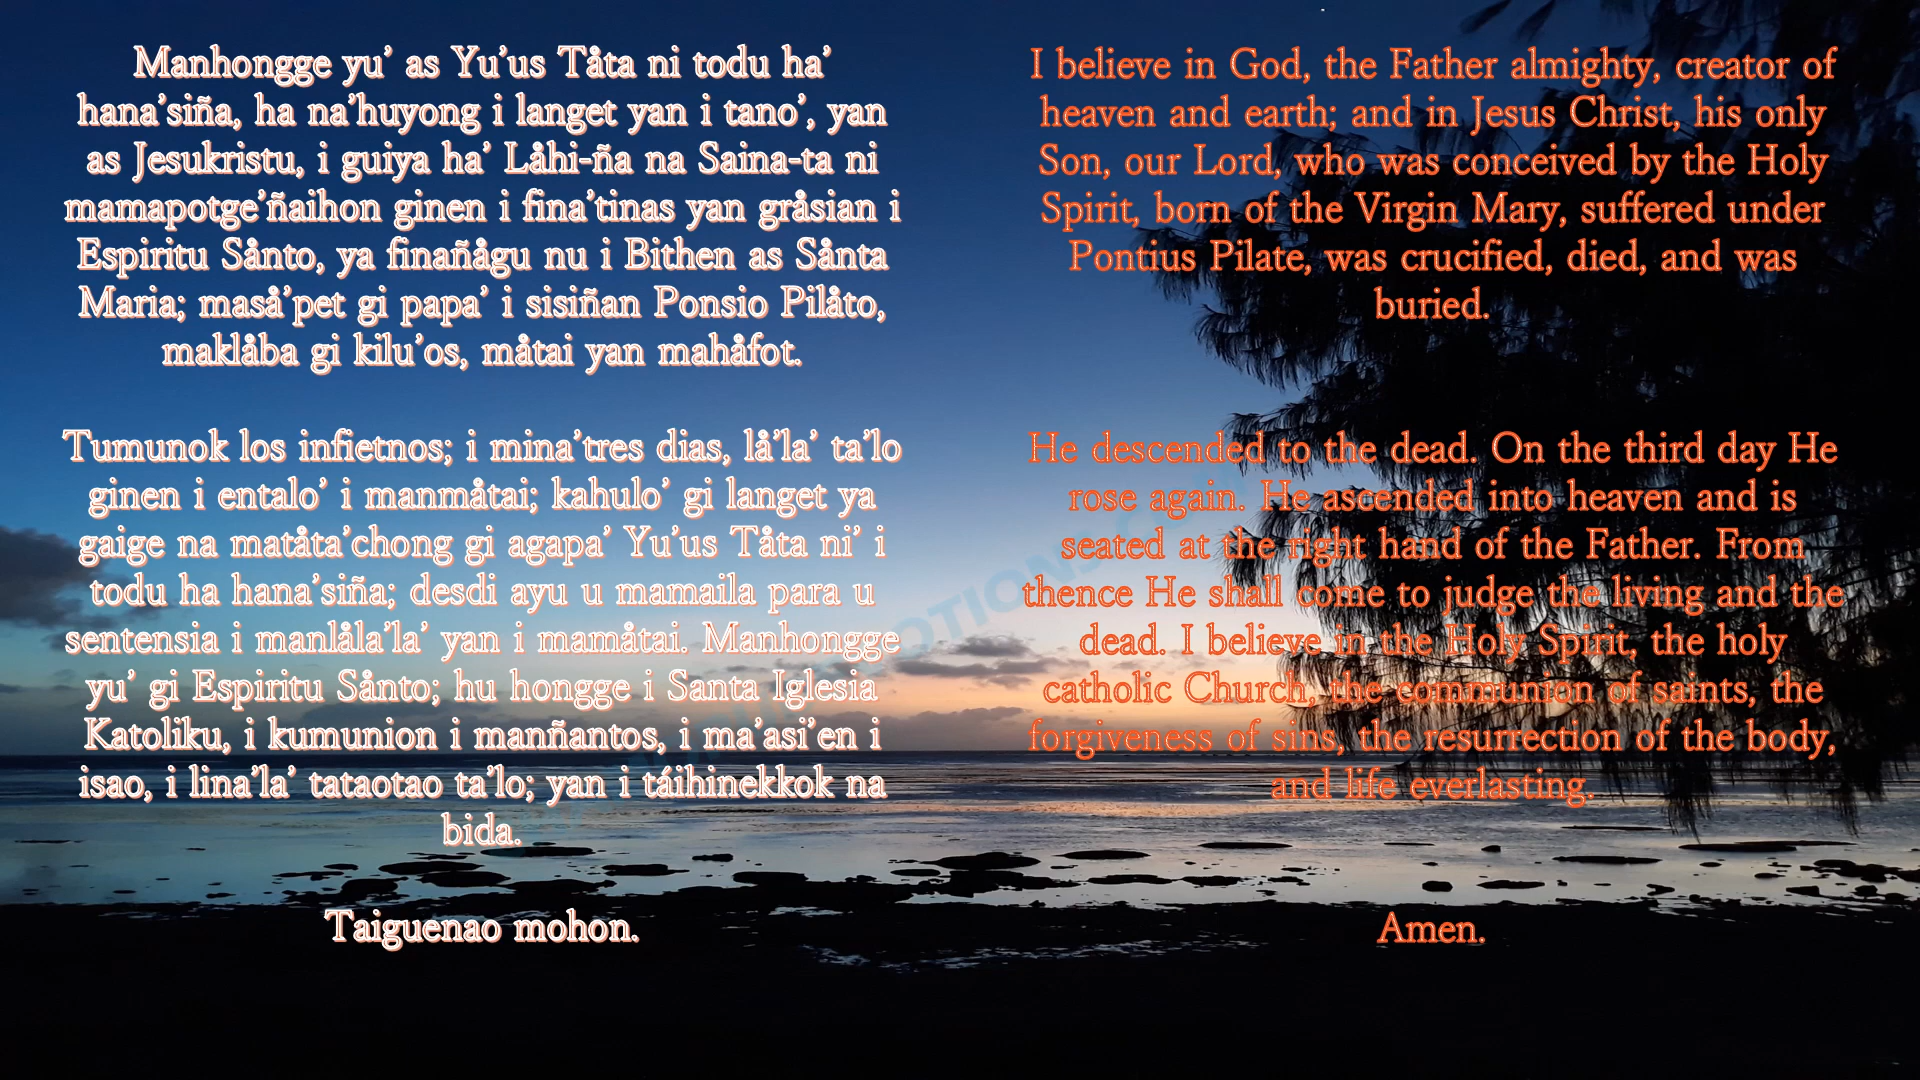 Manhongge yu’ as Yu’us Tåta ni todu ha’
hana’siña, ha na’huyong i langet yan i tano’, yan
as Jesukristu, i guiya ha’ Låhi-ña na Saina-ta ni
mamapotge’ñaihon ginen i fina’tinas yan gråsian i
Espiritu Sånto, ya finañågu nu i Bithen as Sånta
Maria; maså’pet gi papa’ i sisiñan Ponsio Pilåto,
maklåba gi kilu’os, måtai yan mahåfot.
Tumunok los infietnos; i mina’tres dias, lå’la’ ta’lo
ginen i entalo’ i manmåtai; kahulo’ gi langet ya
gaige na matåta’chong gi agapa’ Yu’us Tåta ni’ i
todu ha hana’siña; desdi ayu u mamaila para u
sentensia i manlåla’la’ yan i mamåtai. Manhongge
yu’ gi Espiritu Sånto; hu hongge i Santa Iglesia
Katoliku, i kumunion i manñantos, i ma’asi’en i
isao, i lina’la’ tataotao ta’lo; yan i táihinekkok na
bida.
Taiguenao mohon.
I believe in God, the Father almighty, creator of
heaven and earth; and in Jesus Christ, his only
Son, our Lord, who was conceived by the Holy
Spirit, born of the Virgin Mary, suffered under
Pontius Pilate, was crucified, died, and was
buried.
He descended to the dead. On the third day He
rose again. He ascended into heaven and is
seated at the right hand of the Father. From
thence He shall come to judge the living and the
dead. I believe in the Holy Spirit, the holy
catholic Church, the communion of saints, the
forgiveness of sins, the resurrection of the body,
and life everlasting.
Amen.